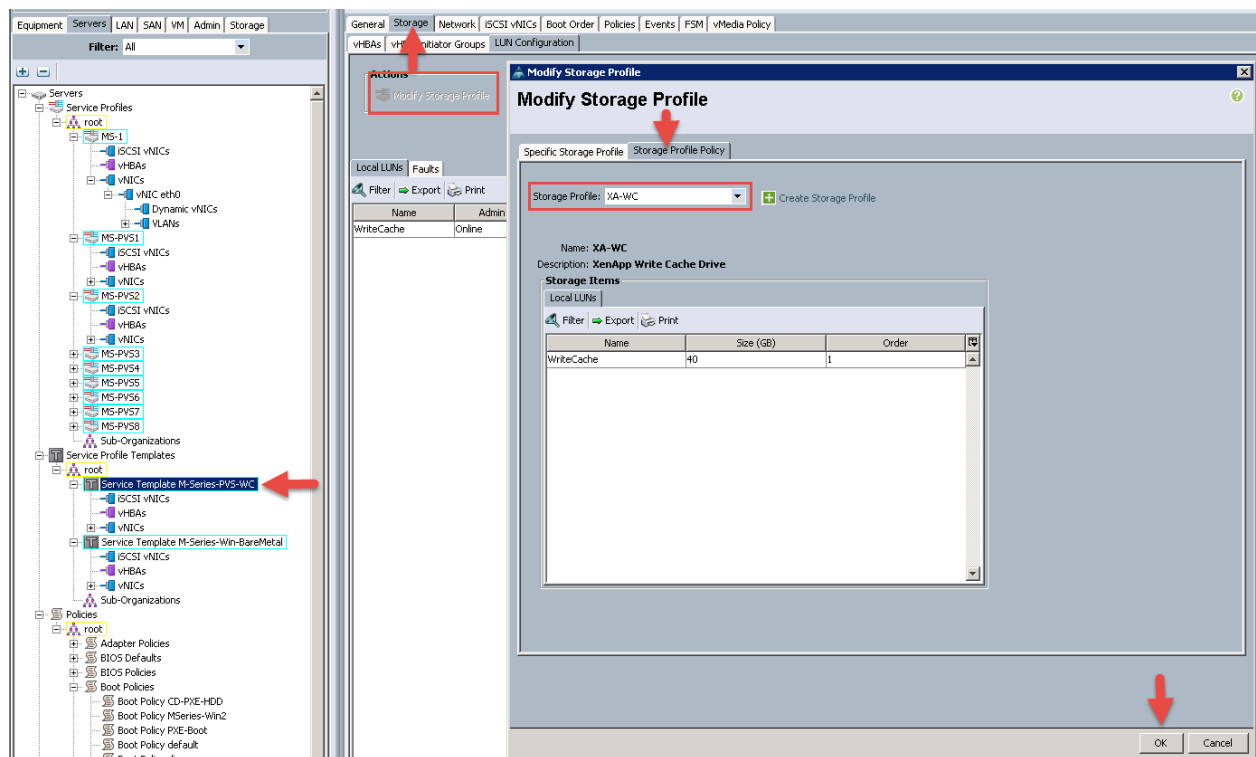 Equipment Servers LAN SAN VM Admin Storage
Filter: All
Servers
Service Profiles
root
MS-1
iSCSI vNICs
vHBAs
vNICs
vNIC eth0
Dynamic vNICs
VLANs
MS-PVS1
iSCSI vNICs
vHBAs
vNICs
MS-PVS2
iSCSI vNICs
vHBAs
vNICs
MS-PVS3
MS-PVS4
MS-PVS5
MS-PVS6
MS-PVS7
MS-PVS8
Sub-Organizations
Service Profile Templates
root
Service Template M-Series-PVS-WC
iSCSI vNICs
vHBAs
vNICs
Service Template M-Series-Win-BareMetal
iSCSI vNICs
vHBAs
vNICs
Sub-Organizations
Policies
root
Adapter Policies
BIOS Defaults
BIOS Policies
Boot Policies
Boot Policy CD-PXE-HDD
Boot Policy MSeries-Win2
Boot Policy PXE-Boot
Boot Policy default
General Storage Network iSCSI vNICs Boot Order Policies Events FSM vMedia Policy
vHBAs Initiator Groups LUN Configuration
Actions
Modify Storage Profile
Local LUNs Faults
Filter Export Print
Name Admin
WriteCache Online
Modify Storage Profile
Modify Storage Profile
Specific Storage Profile Storage Profile Policy
Storage Profile: XA-WC Create Storage Profile
Name: XA-WC
Description: XenApp Write Cache Drive
Storage Items
Local LUNs
Filter Export Print
Name Size (GB) Order
WriteCache 40 1
OK Cancel